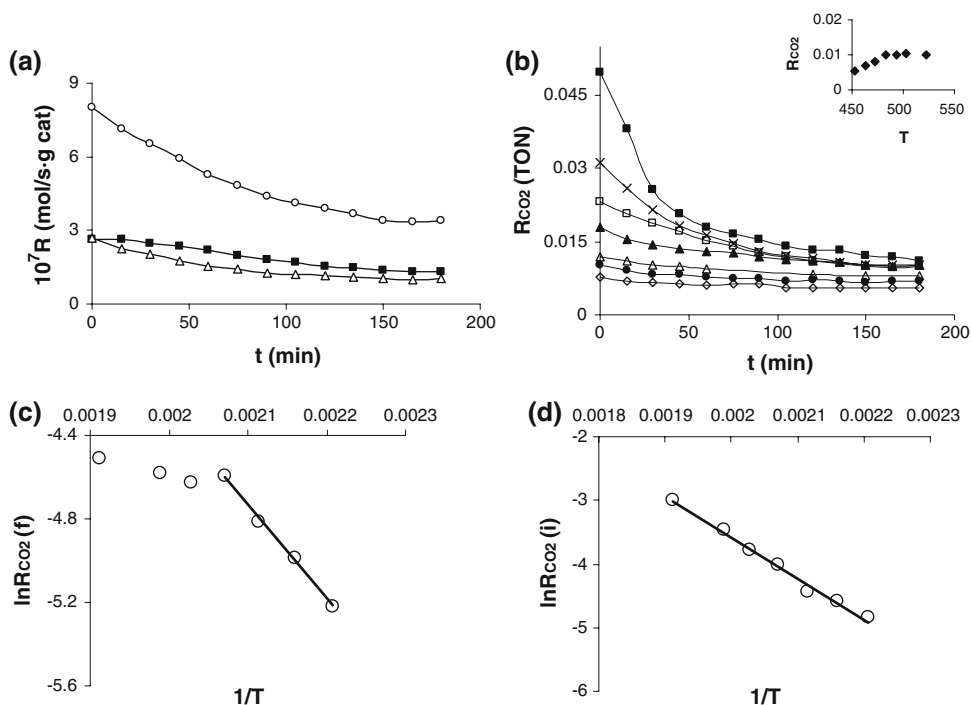 (a)
9
6
3
0
10⁷R (mol/s·g cat)
0 50 100 150 200
t (min)
(b)
0.045
0.03
0.015
0
RCO2 (TON)
0 50 100 150 200
t (min)
0.02
0.01
0
RCO2
450 500 550
T
(c)
0.0019 0.002 0.0021 0.0022 0.0023
-4.4
-4.8
-5.2
-5.6
lnRCO2 (f)
1/T
(d)
0.0018 0.0019 0.002 0.0021 0.0022 0.0023
-2
-3
-4
-5
-6
lnRCO2 (i)
1/T